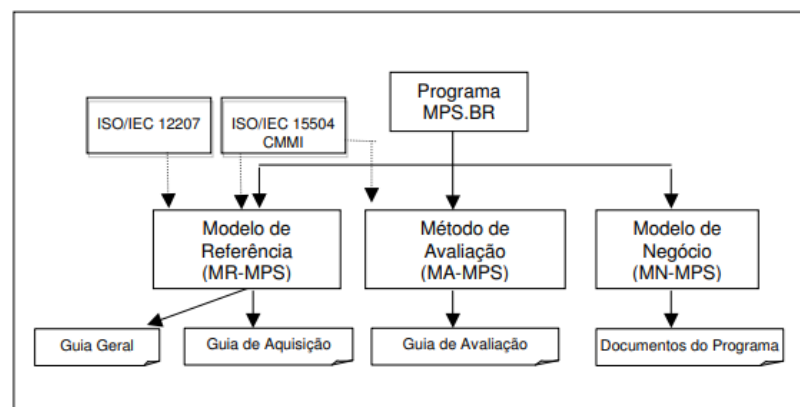 Programa
MPS.BR
ISO/IEC 12207
ISO/IEC 15504
CMMI
Modelo de
Referência
(MR-MPS)
Método de
Avaliação
(MA-MPS)
Modelo de
Negócio
(MN-MPS)
Guia Geral
Guia de Aquisição
Guia de Avaliação
Documentos do Programa